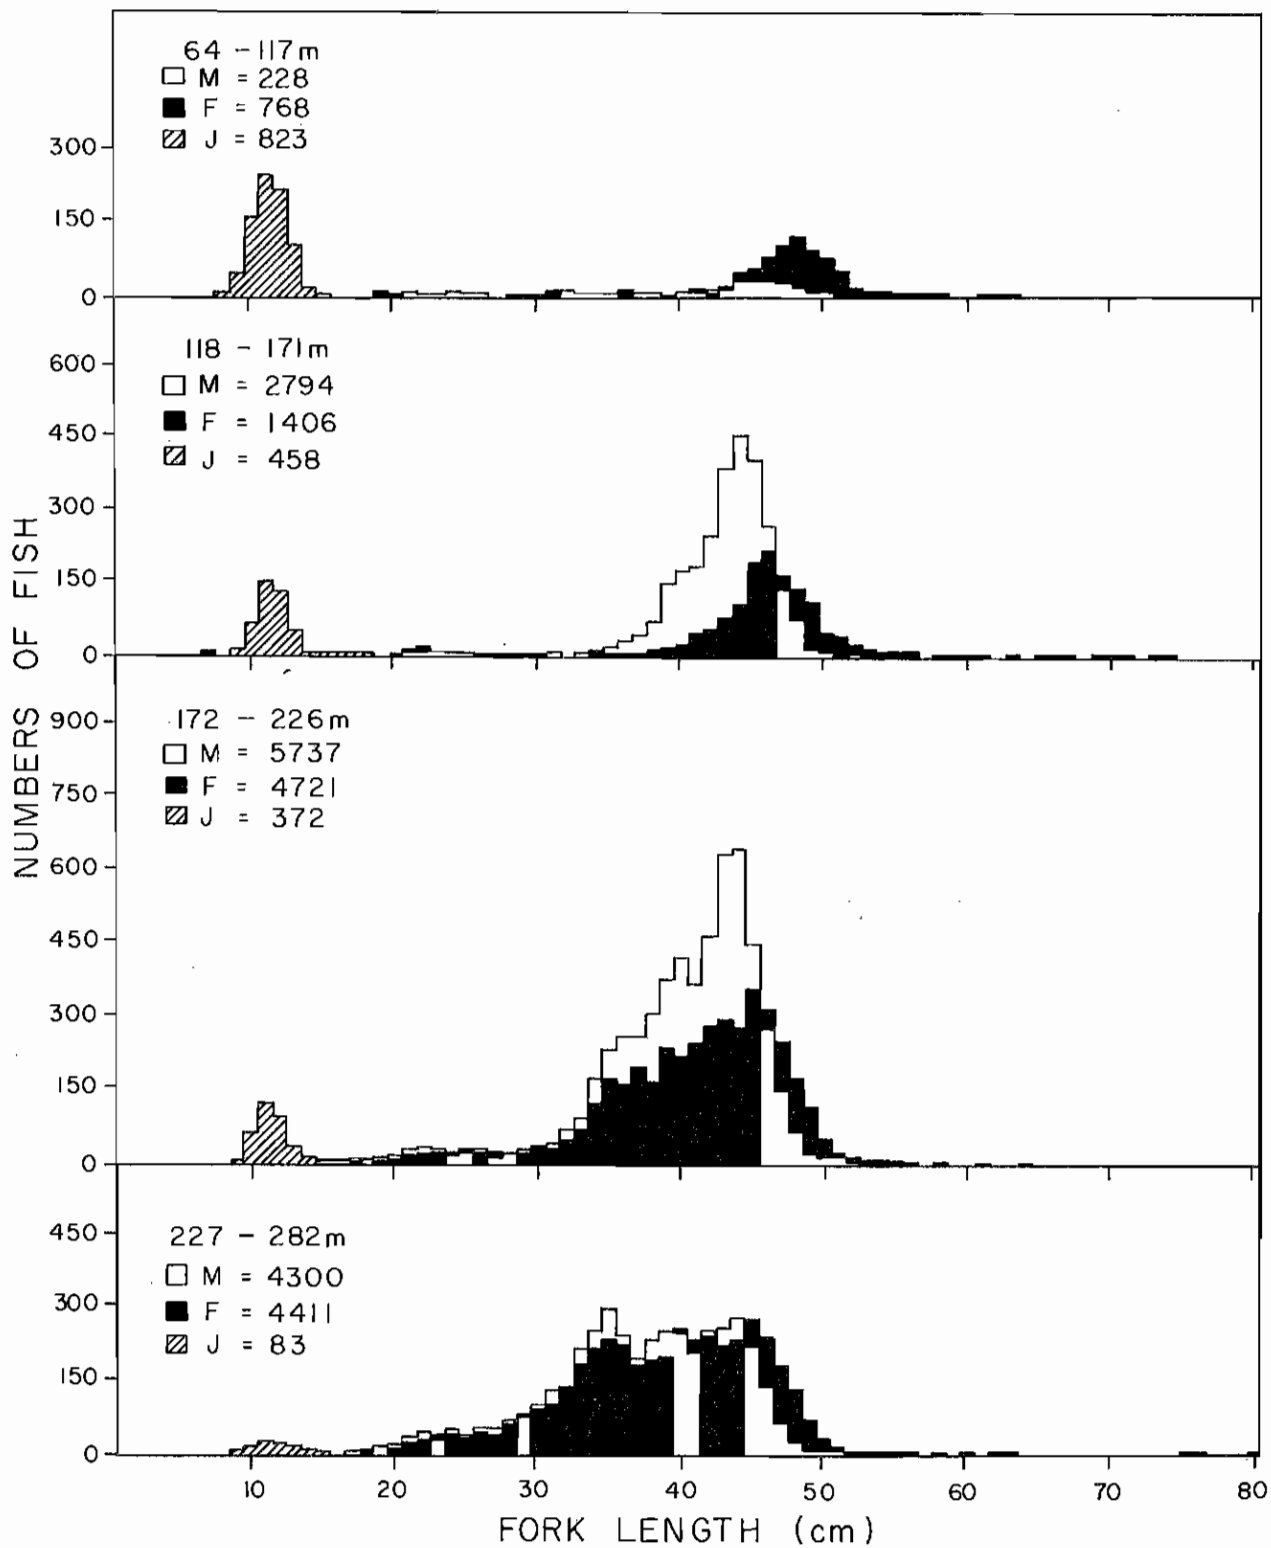 64 - 117m
M = 228
F = 768
J = 823
300
150
0
118 - 171m
M = 2794
F = 1406
J = 458
600
450
300
150
0
172 - 226m
M = 5737
F = 4721
J = 372
900
750
600
450
300
150
0
227 - 282m
M = 4300
F = 4411
J = 83
450
300
150
0
NUMBERS OF FISH
10 20 30 40 50 60 70 80
FORK LENGTH (cm)